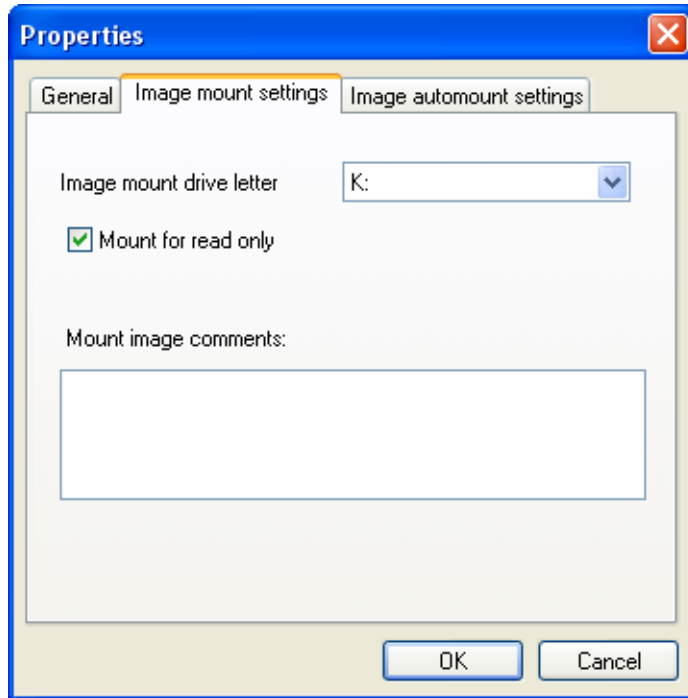 Properties
General Image mount settings Image automount settings
Image mount drive letter K:
Mount for read only
Mount image comments:
OK Cancel